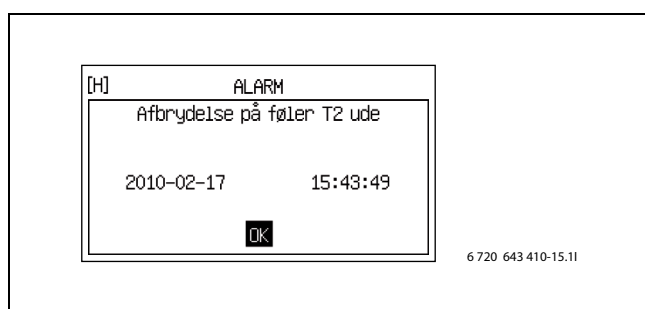 [H] ALARM
Afbrydelse på føler T2 ude
2010-02-17 15:43:49
OK
6 720 643 410-15.1I